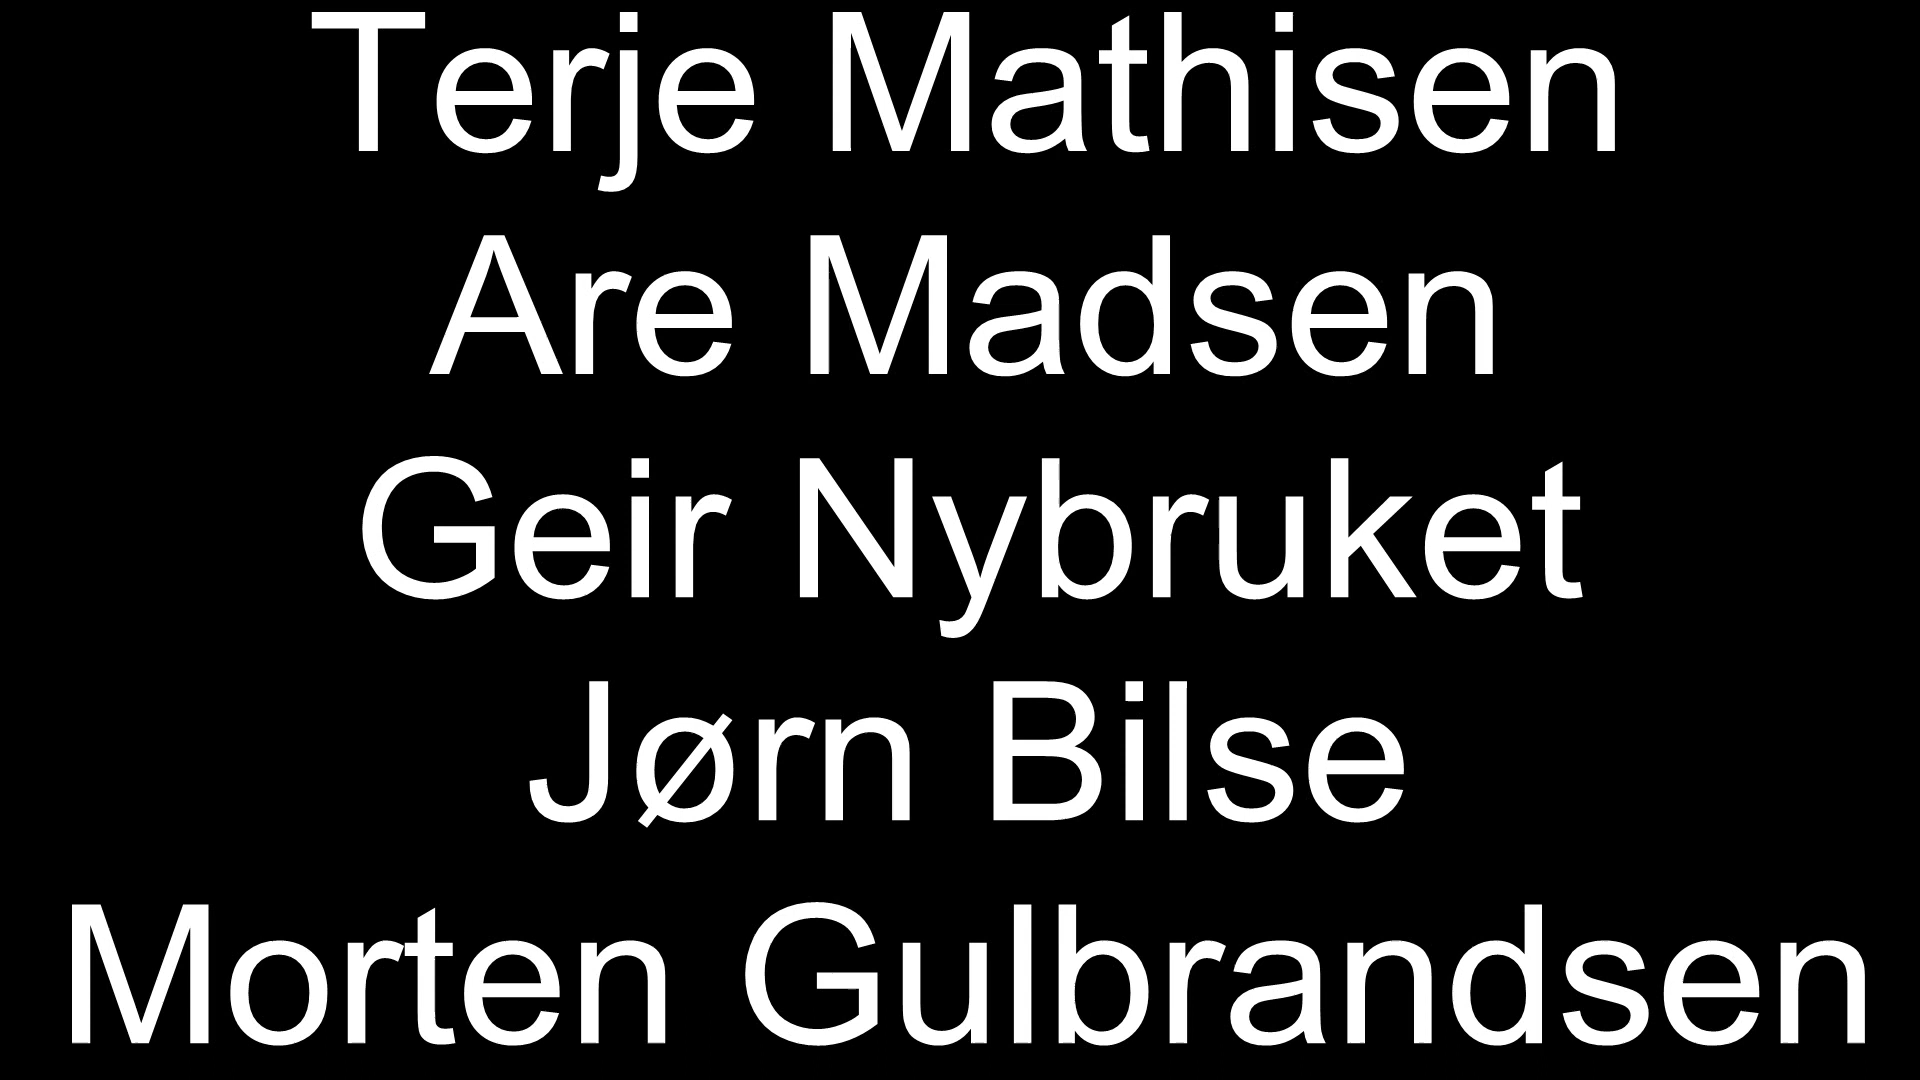 Terje Mathisen
Are Madsen
Geir Nybruket
Jørn Bilse
Morten Gulbrandsen